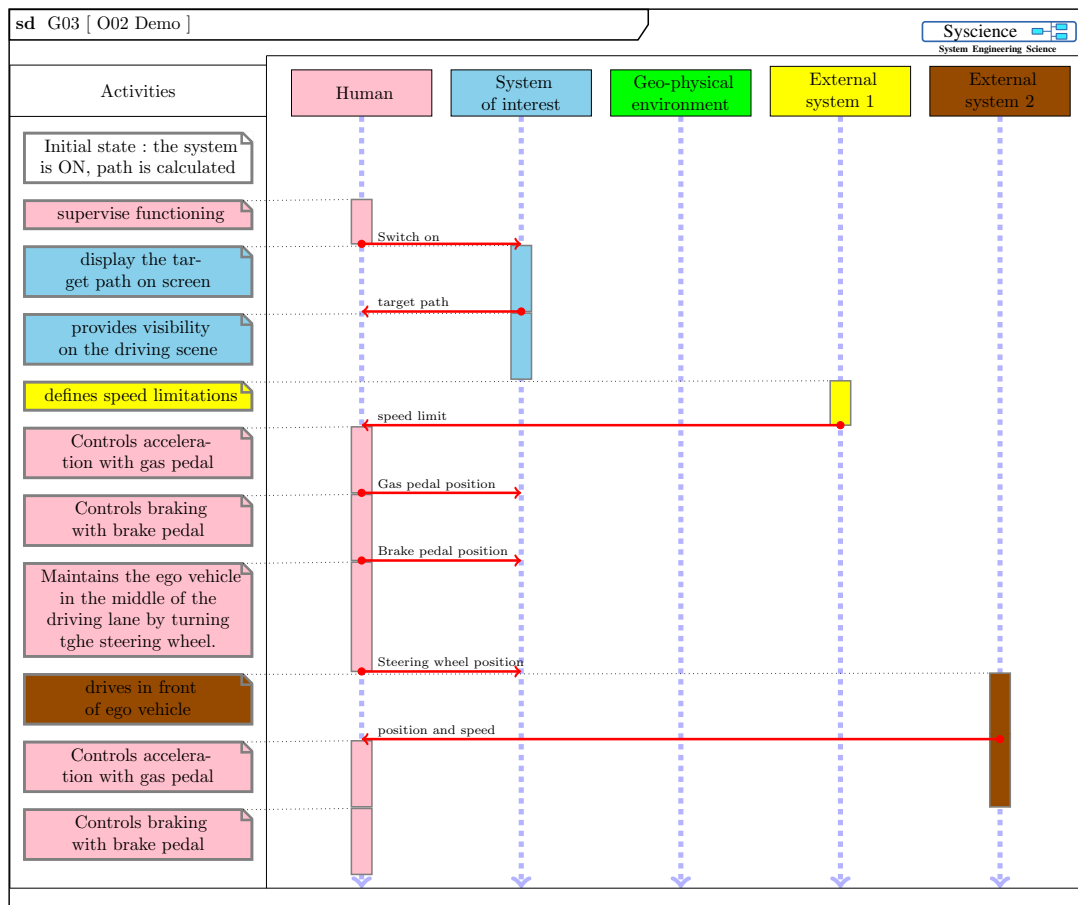 sd G03 [ O02 Demo ]
Syscience
System Engineering Science
Activities
Human
System
of interest
Geo-physical
environment
External
system 1
External
system 2
Initial state : the system
is ON, path is calculated
supervise functioning
Switch on
display the tar-
get path on screen
target path
provides visibility
on the driving scene
defines speed limitations
speed limit
Controls accelera-
tion with gas pedal
Gas pedal position
Controls braking
with brake pedal
Brake pedal position
Maintains the ego vehicle
in the middle of the
driving lane by turning
tghe steering wheel.
Steering wheel position
drives in front
of ego vehicle
position and speed
Controls accelera-
tion with gas pedal
Controls braking
with brake pedal